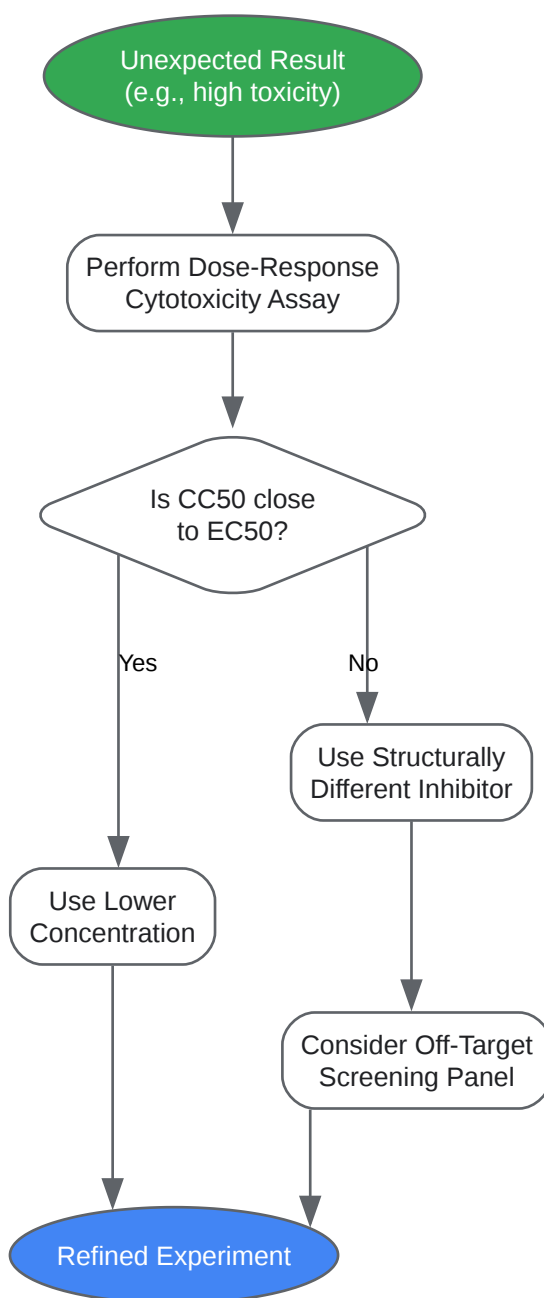 Unexpected Result
(e.g., high toxicity)
Perform Dose-Response
Cytotoxicity Assay
Is CC50 close
to EC50?
Yes
No
Use Structurally
Different Inhibitor
Use Lower
Concentration
Consider Off-Target
Screening Panel
Refined Experiment